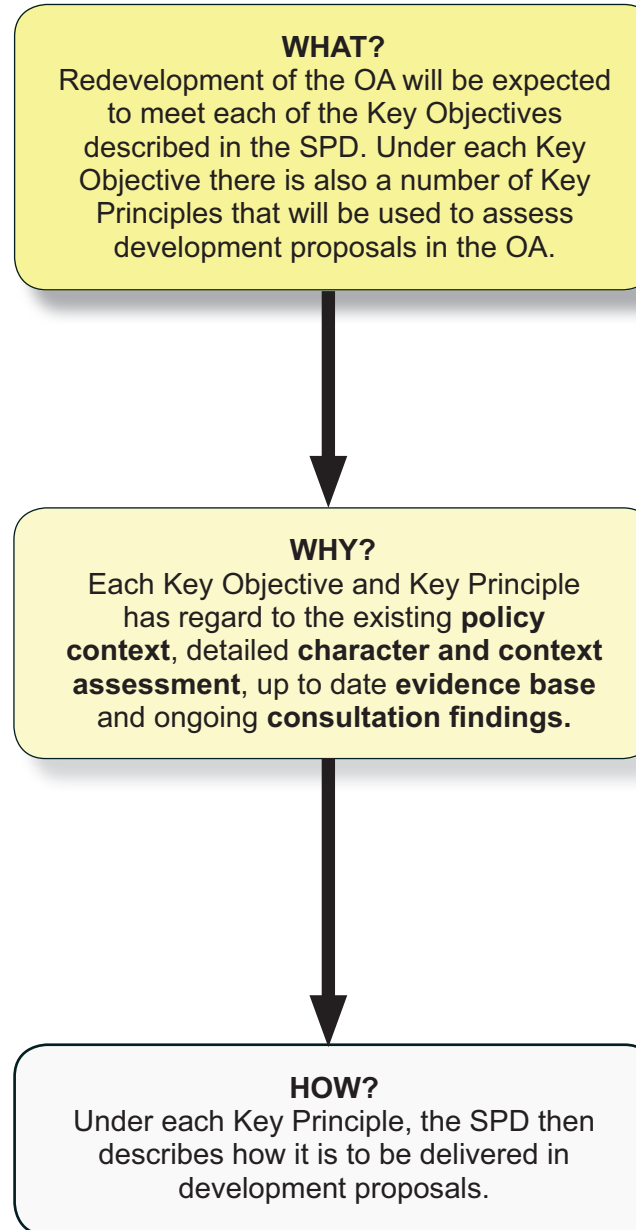 WHAT?
Redevelopment of the OA will be expected
to meet each of the Key Objectives
described in the SPD. Under each Key
Objective there is also a number of Key
Principles that will be used to assess
development proposals in the OA.
WHY?
Each Key Objective and Key Principle
has regard to the existing policy
context, detailed character and context
assessment, up to date evidence base
and ongoing consultation findings.
HOW?
Under each Key Principle, the SPD then
describes how it is to be delivered in
development proposals.